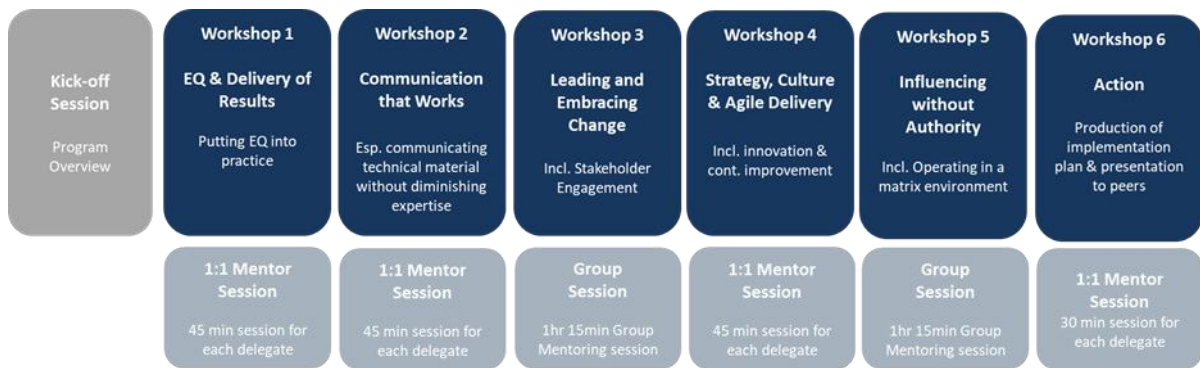 Kick-off
Session
Program
Overview
Workshop 1
EQ & Delivery of
Results
Putting EQ into
practice
Workshop 2
Communication
that Works
Esp. communicating
technical material
without diminishing
expertise
Workshop 3
Leading and
Embracing
Change
Incl. Stakeholder
Engagement
Workshop 4
Strategy, Culture
& Agile Delivery
Incl. innovation &
cont. improvement
Workshop 5
Influencing
without
Authority
Incl. Operating in a
matrix environment
Workshop 6
Action
Production of
implementation
plan & presentation
to peers
1:1 Mentor
Session
45 min session for
each delegate
1:1 Mentor
Session
45 min session for
each delegate
Group
Session
1hr 15min Group
Mentoring session
1:1 Mentor
Session
45 min session for
each delegate
Group
Session
1hr 15min Group
Mentoring session
1:1 Mentor
Session
30 min session for
each delegate